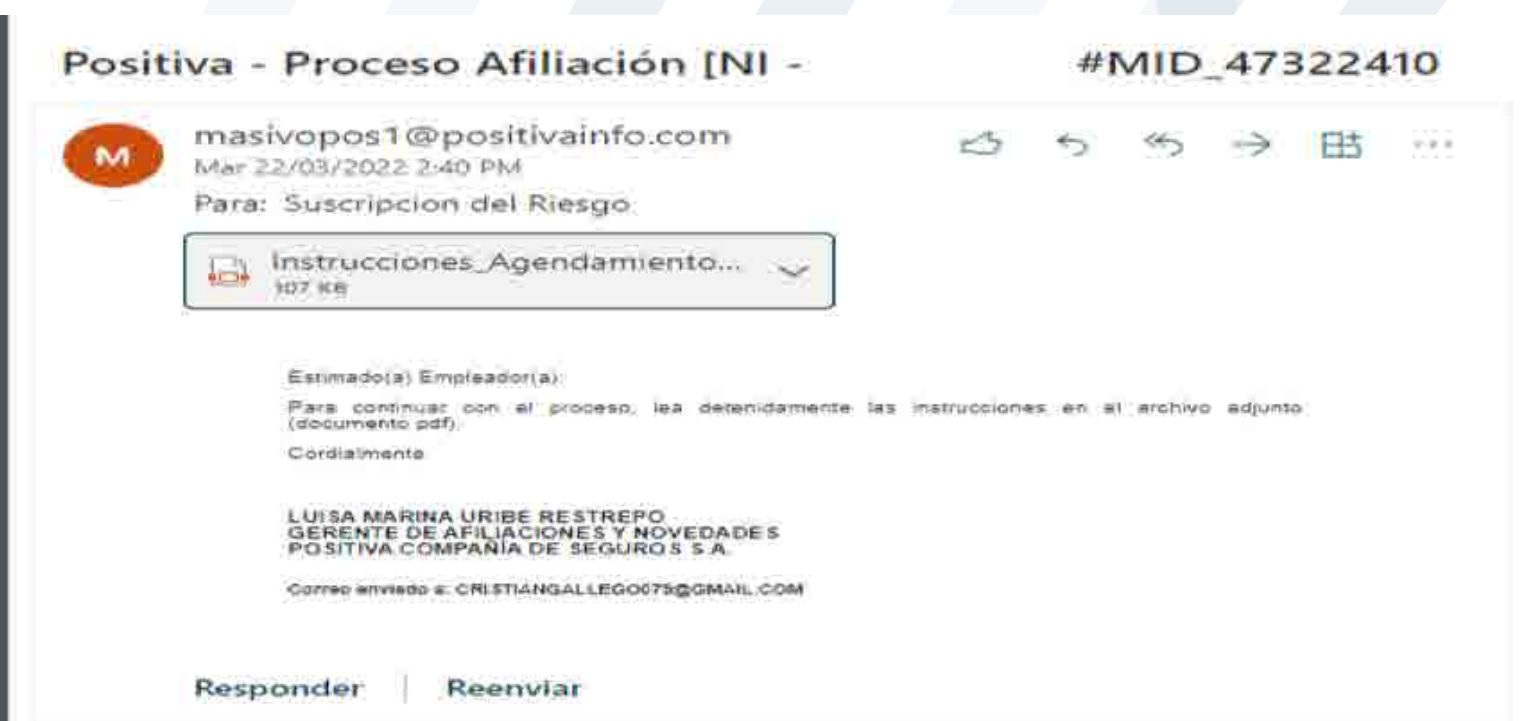 Positiva - Proceso Afiliación [NI - #MID_47322410
M
masivopos1@positivainfo.com
Mar 22/03/2022 2:40 PM
Para: Suscripcion del Riesgo
Instrucciones_Agendamiento...
107 KB
Estimado(a) Empleador(a):
Para continuar con el proceso, lea detenidamente las instrucciones en el archivo adjunto
(documento pdf).
Cordialmente
LUISA MARINA URIBE RESTREPO
GERENTE DE AFILIACIONES Y NOVEDADES
POSITIVA COMPAÑÍA DE SEGUROS S.A.
Correo enviado a: CRISTIANGALLEGO075@GMAIL.COM
Responder | Reenviar